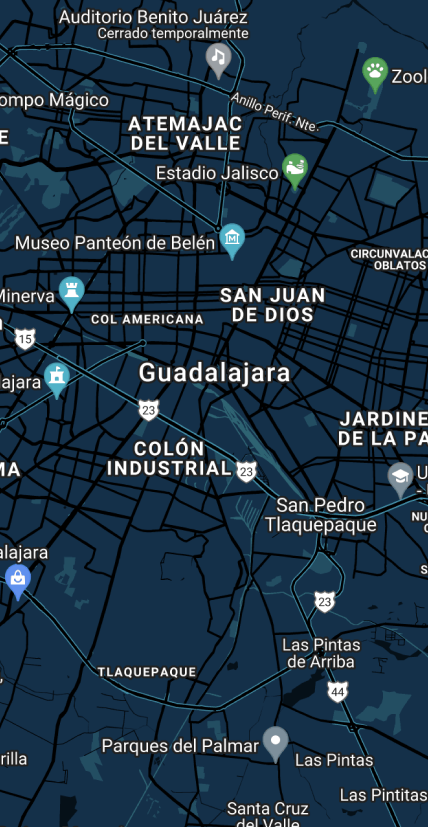 Auditorio Benito Juárez
Cerrado temporalmente
Zool
ompo Mágico
Anillo Perif. Nte.
ATEMAJAC
DEL VALLE
E
Estadio Jalisco
Museo Panteón de Belén
CIRCUNVALAC
OBLATOS
Minerva
SAN JUAN
DE DIOS
COL AMERICANA
15
Guadalajara
lajara
23
JARDINE
DE LA PA
COLÓN
INDUSTRIAL
23
MA
U
San Pedro
Tlaquepaque
NU
alajara
S
23
Las Pintas
de Arriba
TLAQUEPAQUE
44
Parques del Palmar
Las Pintas
rilla
Las Pintitas
Santa Cruz
del Valle